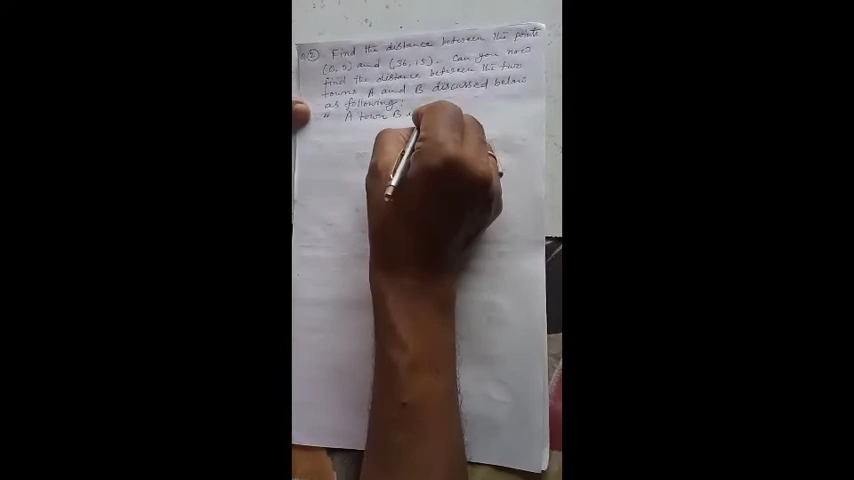 Q.② Find the distance between the points
(0, 0) and (36, 15). Can you now
find the distance between the two
towns A and B discussed below
as following:
" A town B